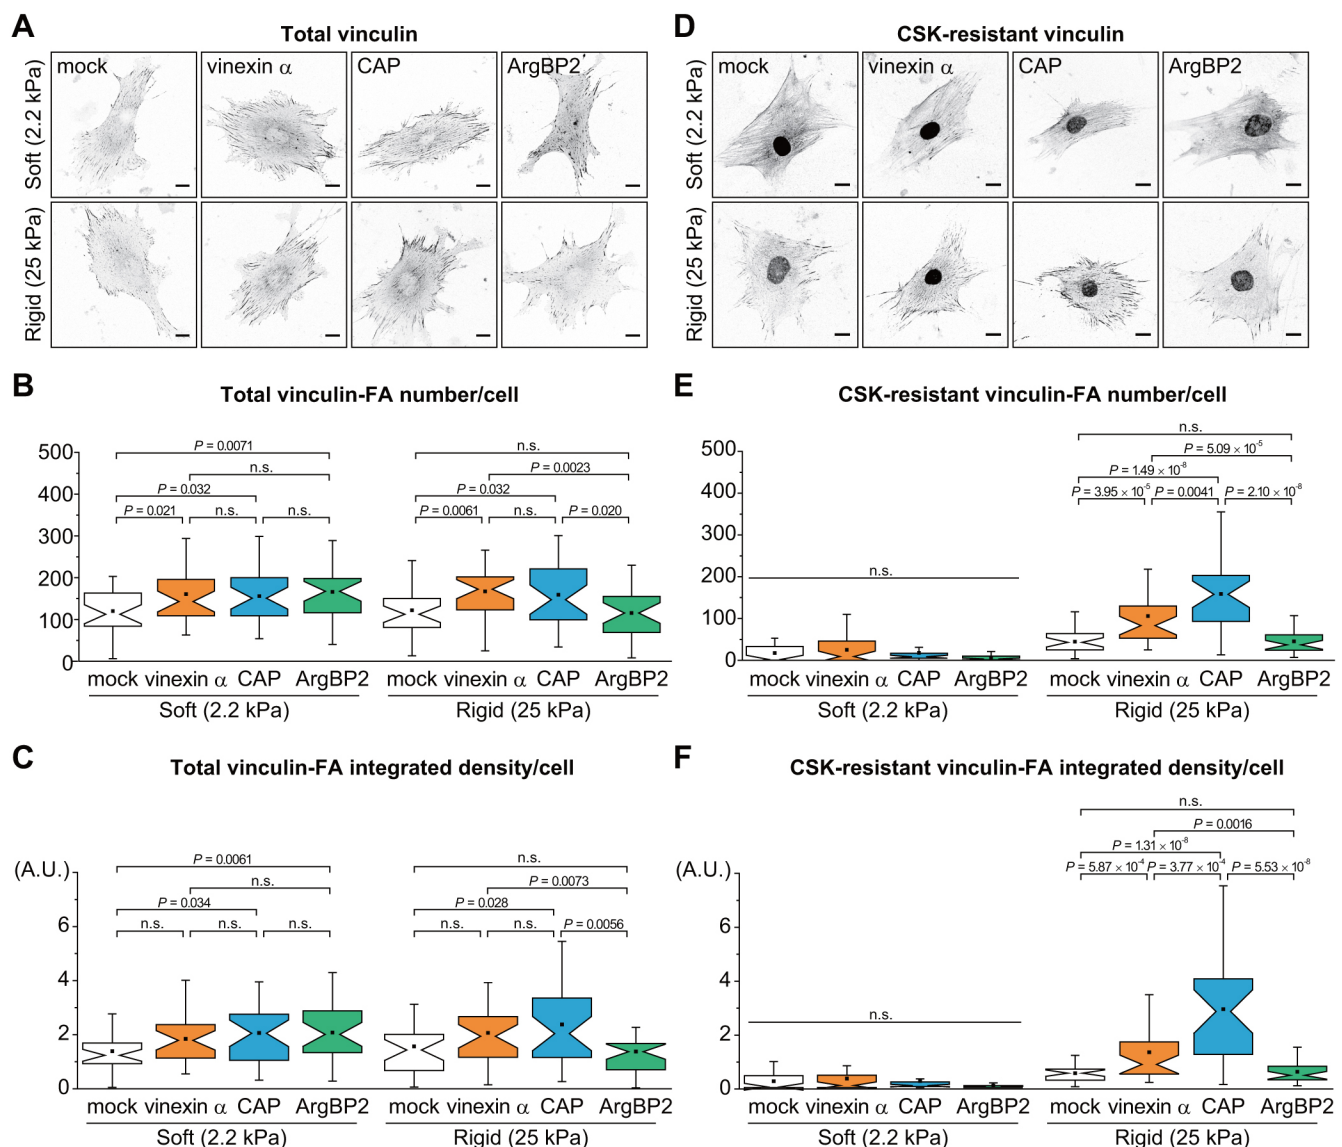 A
Total vinculin
mock
vinexin α
CAP
ArgBP2
Soft (2.2 kPa)
Rigid (25 kPa)
B
Total vinculin-FA number/cell
500
400
300
200
100
0
P = 0.0071
n.s.
P = 0.032
P = 0.021
n.s.
n.s.
n.s.
P = 0.0023
P = 0.032
P = 0.0061
n.s.
P = 0.020
mock vinexin α CAP ArgBP2
mock vinexin α CAP ArgBP2
Soft (2.2 kPa)
Rigid (25 kPa)
C
Total vinculin-FA integrated density/cell
(A.U.)
6
4
2
0
P = 0.0061
n.s.
P = 0.034
n.s.
n.s.
n.s.
n.s.
P = 0.0073
P = 0.028
n.s.
n.s.
P = 0.0056
mock vinexin α CAP ArgBP2
mock vinexin α CAP ArgBP2
Soft (2.2 kPa)
Rigid (25 kPa)
D
CSK-resistant vinculin
mock
vinexin α
CAP
ArgBP2
Soft (2.2 kPa)
Rigid (25 kPa)
E
CSK-resistant vinculin-FA number/cell
500
400
300
200
100
0
n.s.
n.s.
P = 5.09 × 10⁻⁵
P = 1.49 × 10⁻⁸
P = 3.95 × 10⁻⁵
P = 0.0041
P = 2.10 × 10⁻⁸
mock vinexin α CAP ArgBP2
mock vinexin α CAP ArgBP2
Soft (2.2 kPa)
Rigid (25 kPa)
F
CSK-resistant vinculin-FA integrated density/cell
(A.U.)
6
4
2
0
n.s.
n.s.
P = 0.0016
P = 1.31 × 10⁻⁸
P = 5.87 × 10⁻⁴
P = 3.77 × 10⁻⁴
P = 5.53 × 10⁻⁸
mock vinexin α CAP ArgBP2
mock vinexin α CAP ArgBP2
Soft (2.2 kPa)
Rigid (25 kPa)